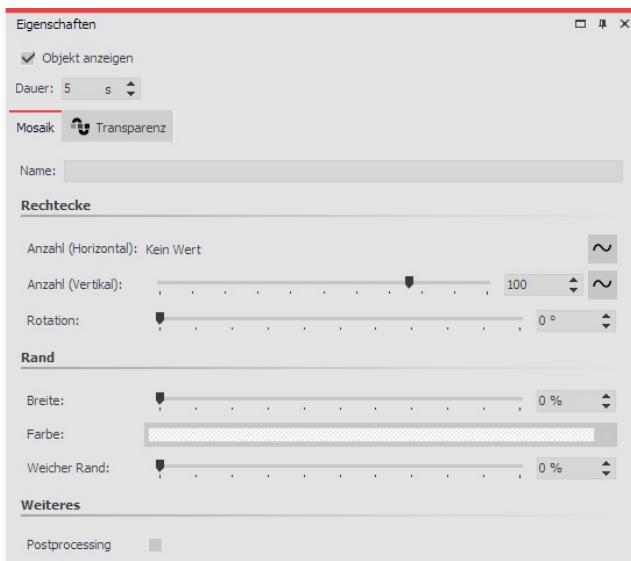 Eigenschaften
Objekt anzeigen
Dauer: 5 s
Mosaik Transparenz
Name:
Rechtecke
Anzahl (Horizontal): Kein Wert
Anzahl (Vertikal): 100
Rotation: 0 °
Rand
Breite: 0 %
Farbe:
Weicher Rand: 0 %
Weiteres
Postprocessing